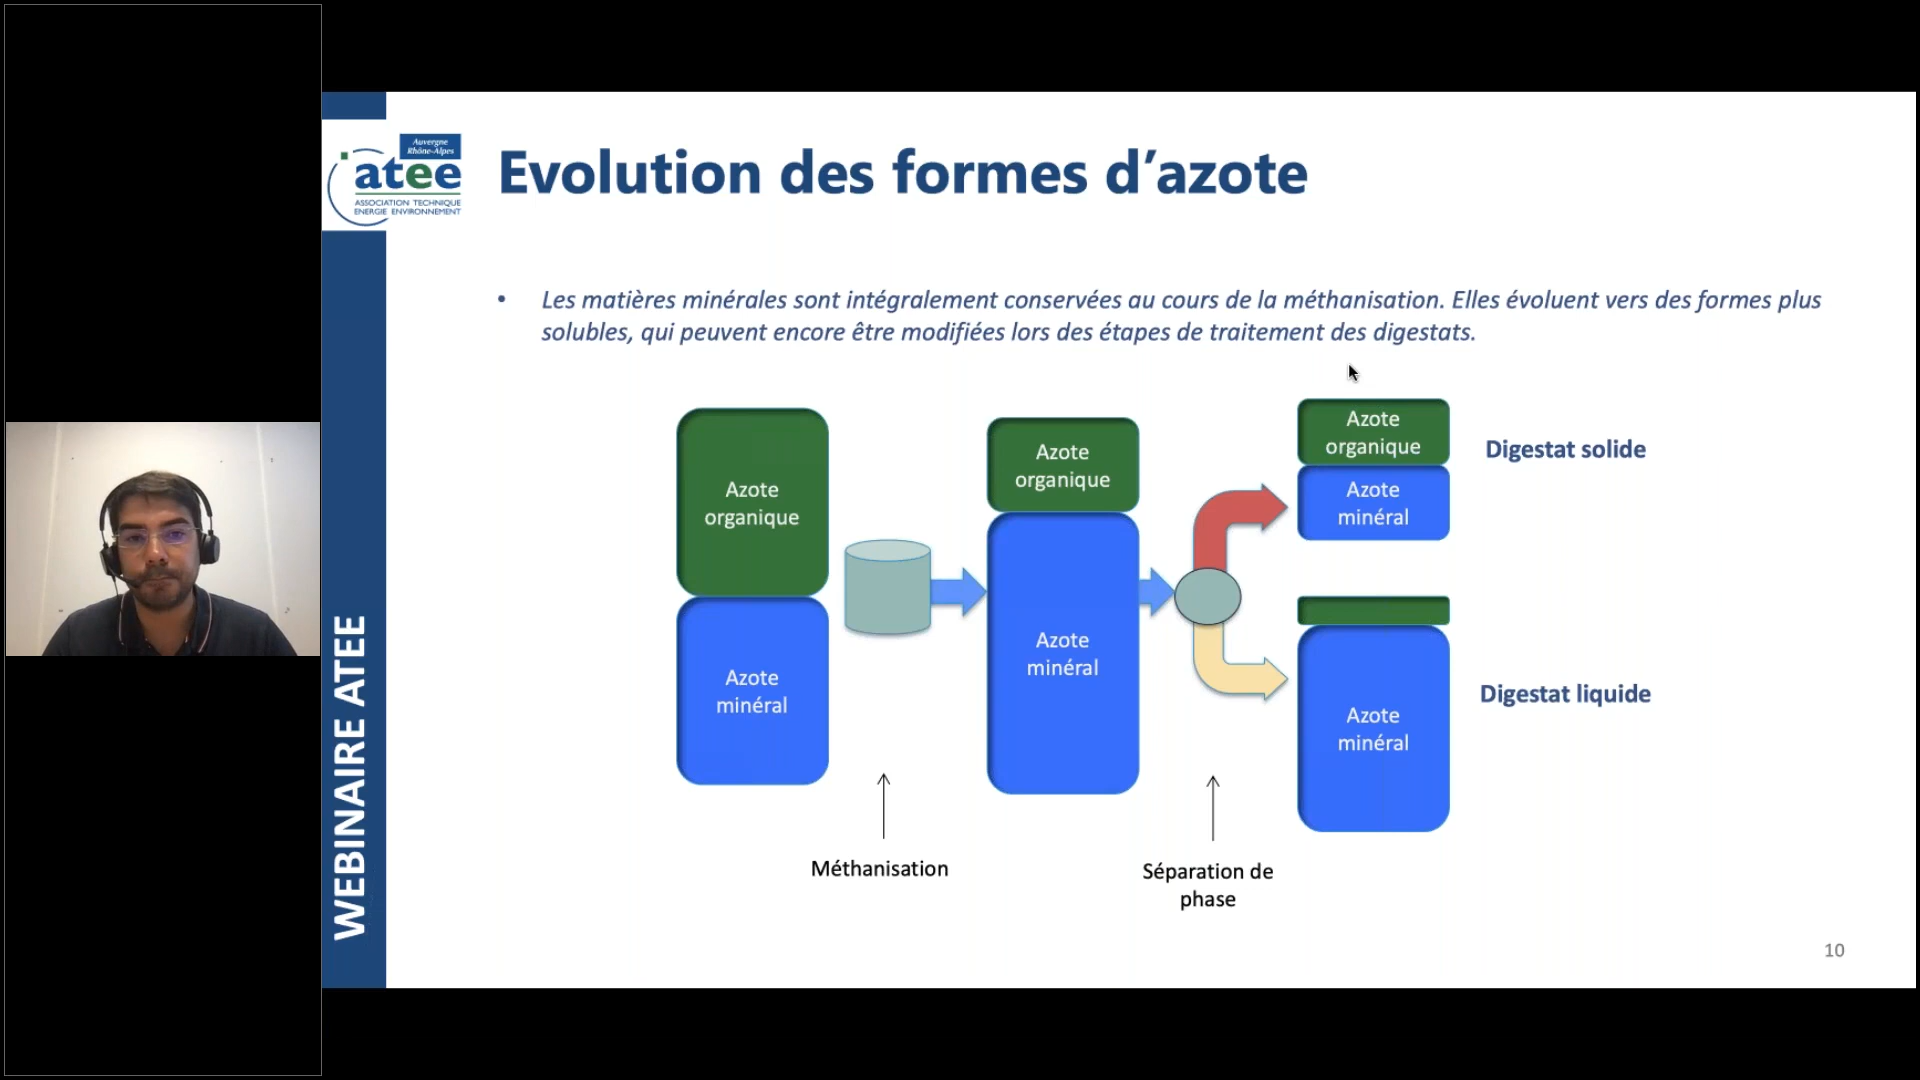 Auvergne
Rhône-Alpes
atee
ASSOCIATION TECHNIQUE
ENERGIE ENVIRONNEMENT
WEBINAIRE ATEE
Evolution des formes d’azote
• Les matières minérales sont intégralement conservées au cours de la méthanisation. Elles évoluent vers des formes plus
solubles, qui peuvent encore être modifiées lors des étapes de traitement des digestats.
Azote
organique
Azote
minéral
Méthanisation
Azote
organique
Azote
minéral
Séparation de
phase
Azote
organique
Azote
minéral
Digestat solide
Azote
minéral
Digestat liquide
10